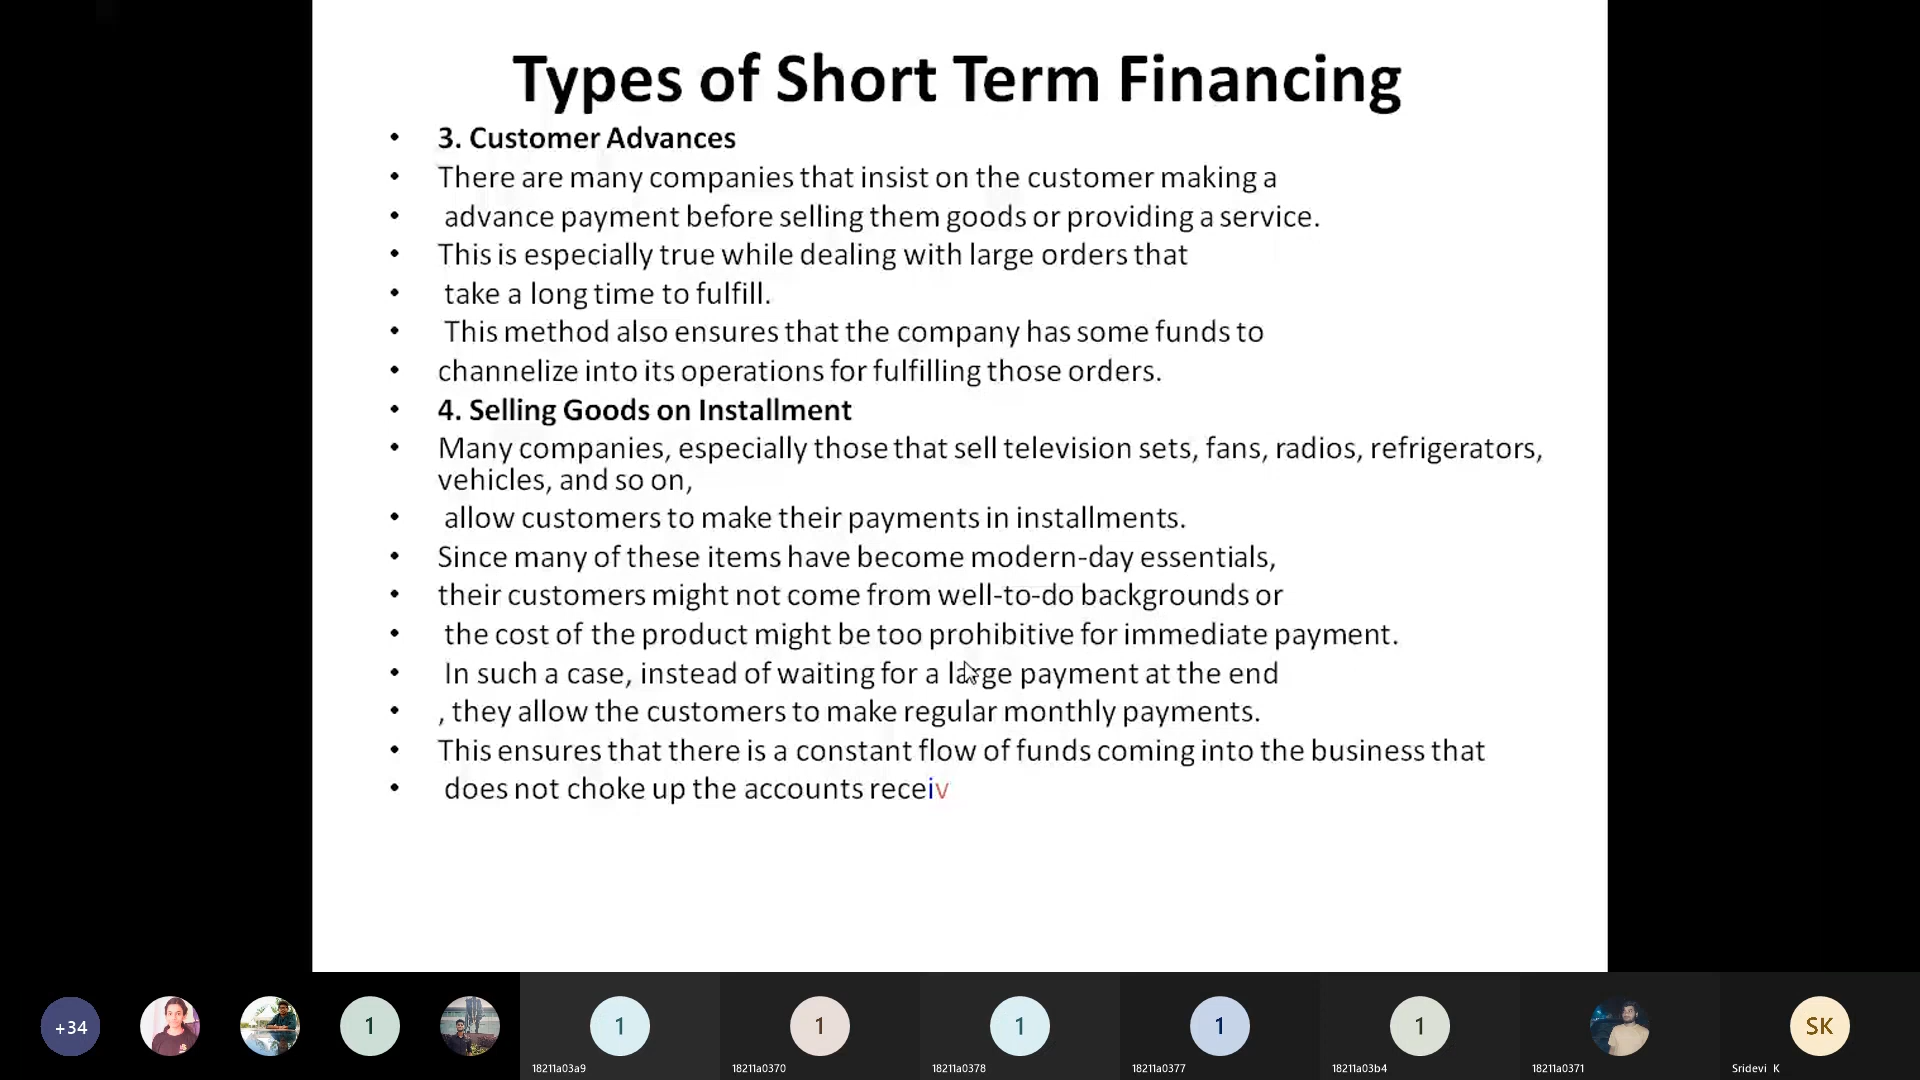 Types of Short Term Financing
• 3. Customer Advances
• There are many companies that insist on the customer making a
• advance payment before selling them goods or providing a service.
• This is especially true while dealing with large orders that
• take a long time to fulfill.
• This method also ensures that the company has some funds to
• channelize into its operations for fulfilling those orders.
• 4. Selling Goods on Installment
• Many companies, especially those that sell television sets, fans, radios, refrigerators,
vehicles, and so on,
• allow customers to make their payments in installments.
• Since many of these items have become modern-day essentials,
• their customers might not come from well-to-do backgrounds or
• the cost of the product might be too prohibitive for immediate payment.
• In such a case, instead of waiting for a large payment at the end
• , they allow the customers to make regular monthly payments.
• This ensures that there is a constant flow of funds coming into the business that
• does not choke up the accounts receiv
+34
1
1
1
1
1
1
SK
18211a03a9
18211a0370
18211a0378
18211a0377
18211a03b4
18211a0371
Sridevi K